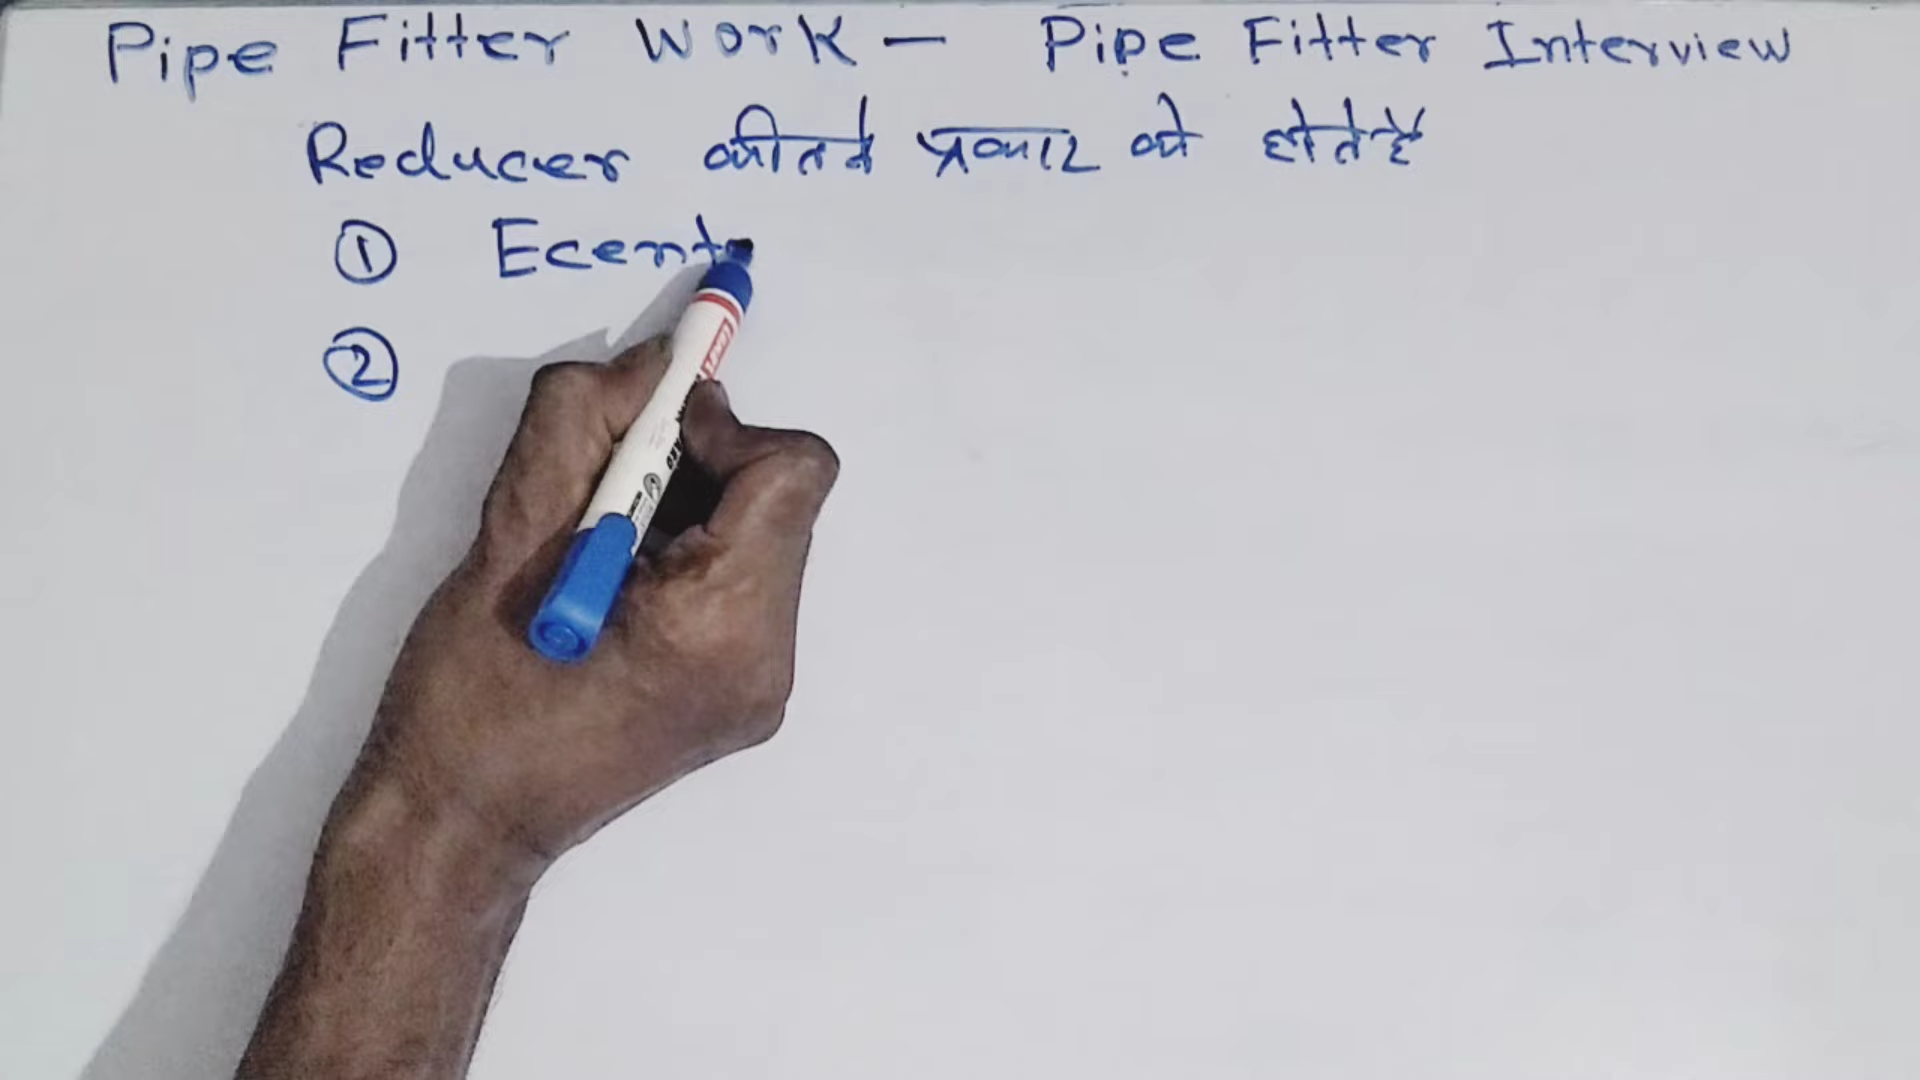 Pipe Fitter Work - Pipe Fitter Interview
Reducer कीतने प्रकार के होते है
① Ecent
②